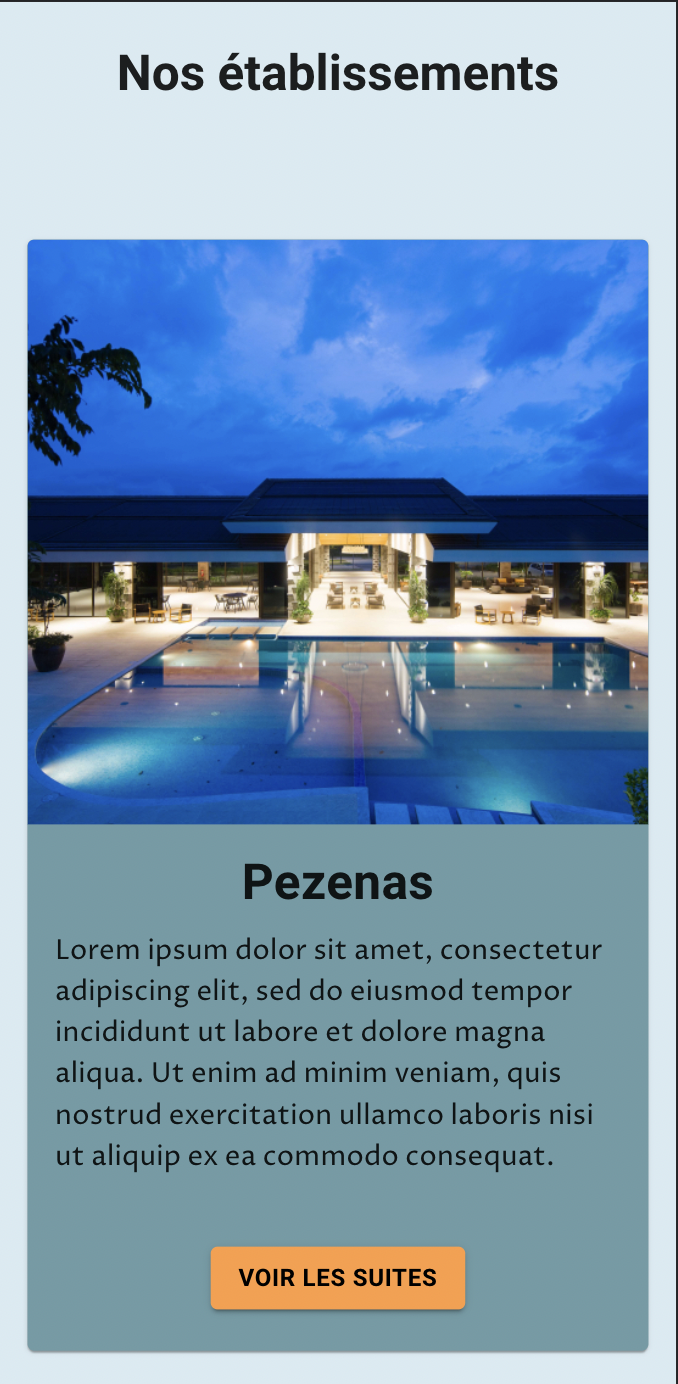 Nos établissements
Pezenas
Lorem ipsum dolor sit amet, consectetur
adipiscing elit, sed do eiusmod tempor
incididunt ut labore et dolore magna
aliqua. Ut enim ad minim veniam, quis
nostrud exercitation ullamco laboris nisi
ut aliquip ex ea commodo consequat.
VOIR LES SUITES